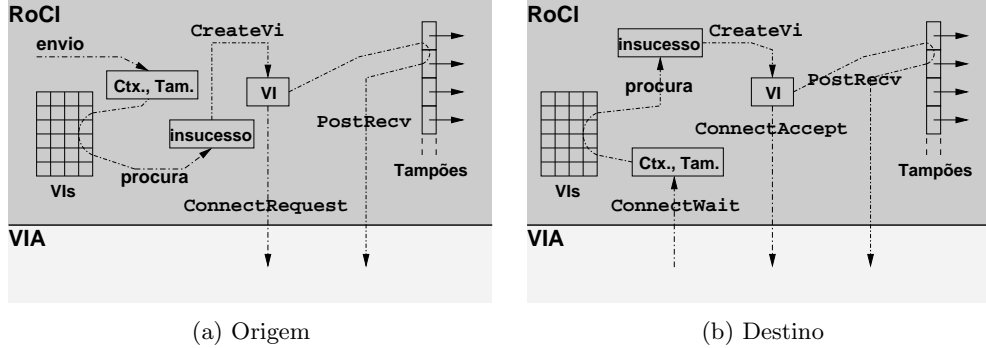 RoCI
envio
CreateVi
Ctx., Tam.
VI
insucesso
PostRecv
procura
VIs
Tampões
ConnectRequest
VIA
(a) Origem
RoCI
CreateVi
insucesso
procura
VI
PostRecv
ConnectAccept
Ctx., Tam.
VIs
Tampões
ConnectWait
VIA
(b) Destino